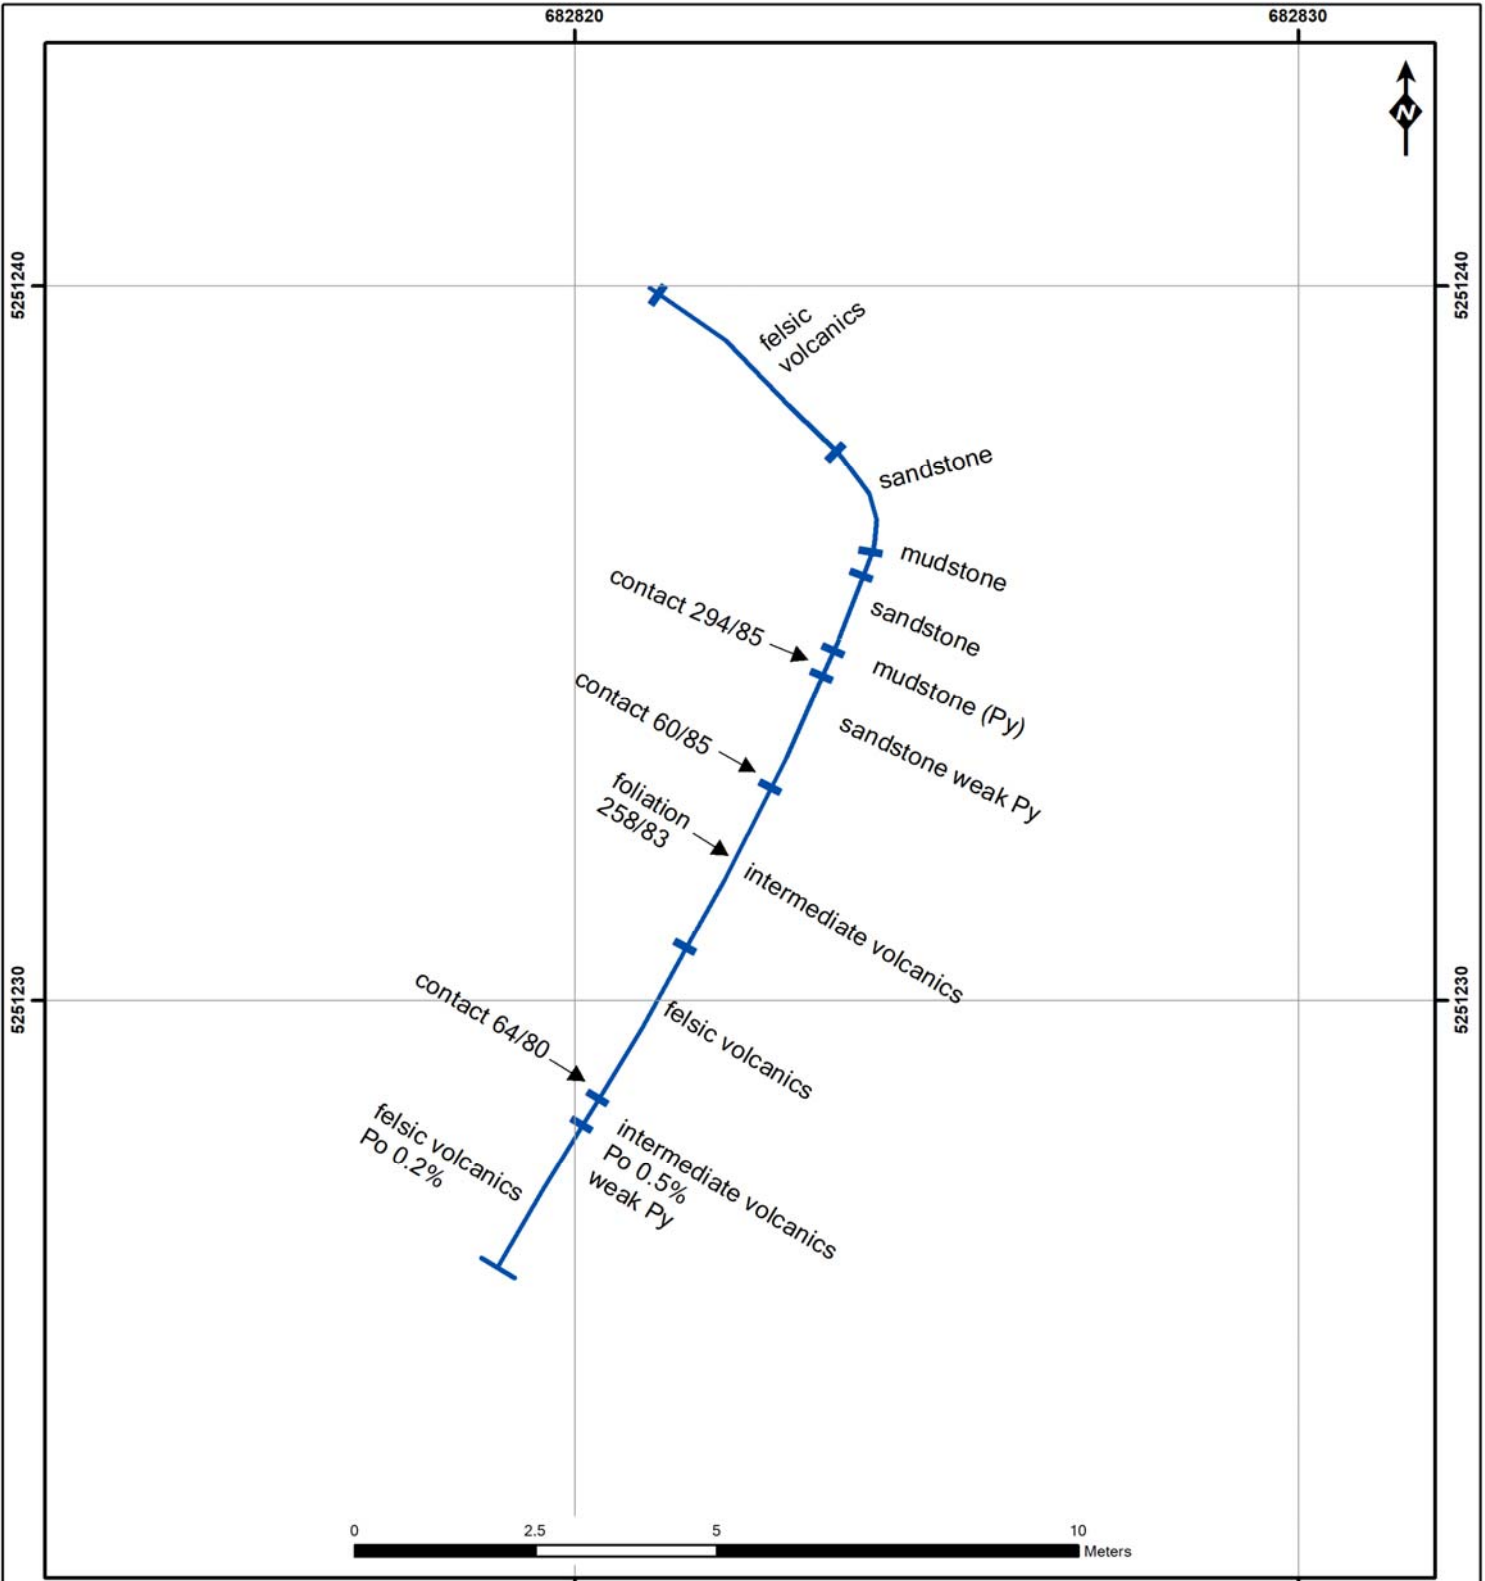 682820
682830
N
5251240
5251240
felsic
volcanics
sandstone
mudstone
contact 294/85
sandstone
mudstone (Py)
contact 60/85
sandstone weak Py
foliation
258/83
intermediate volcanics
5251230
5251230
contact 64/80
felsic volcanics
felsic volcanics
Po 0.2%
intermediate volcanics
Po 0.5%
weak Py
0
2.5
5
10
Meters